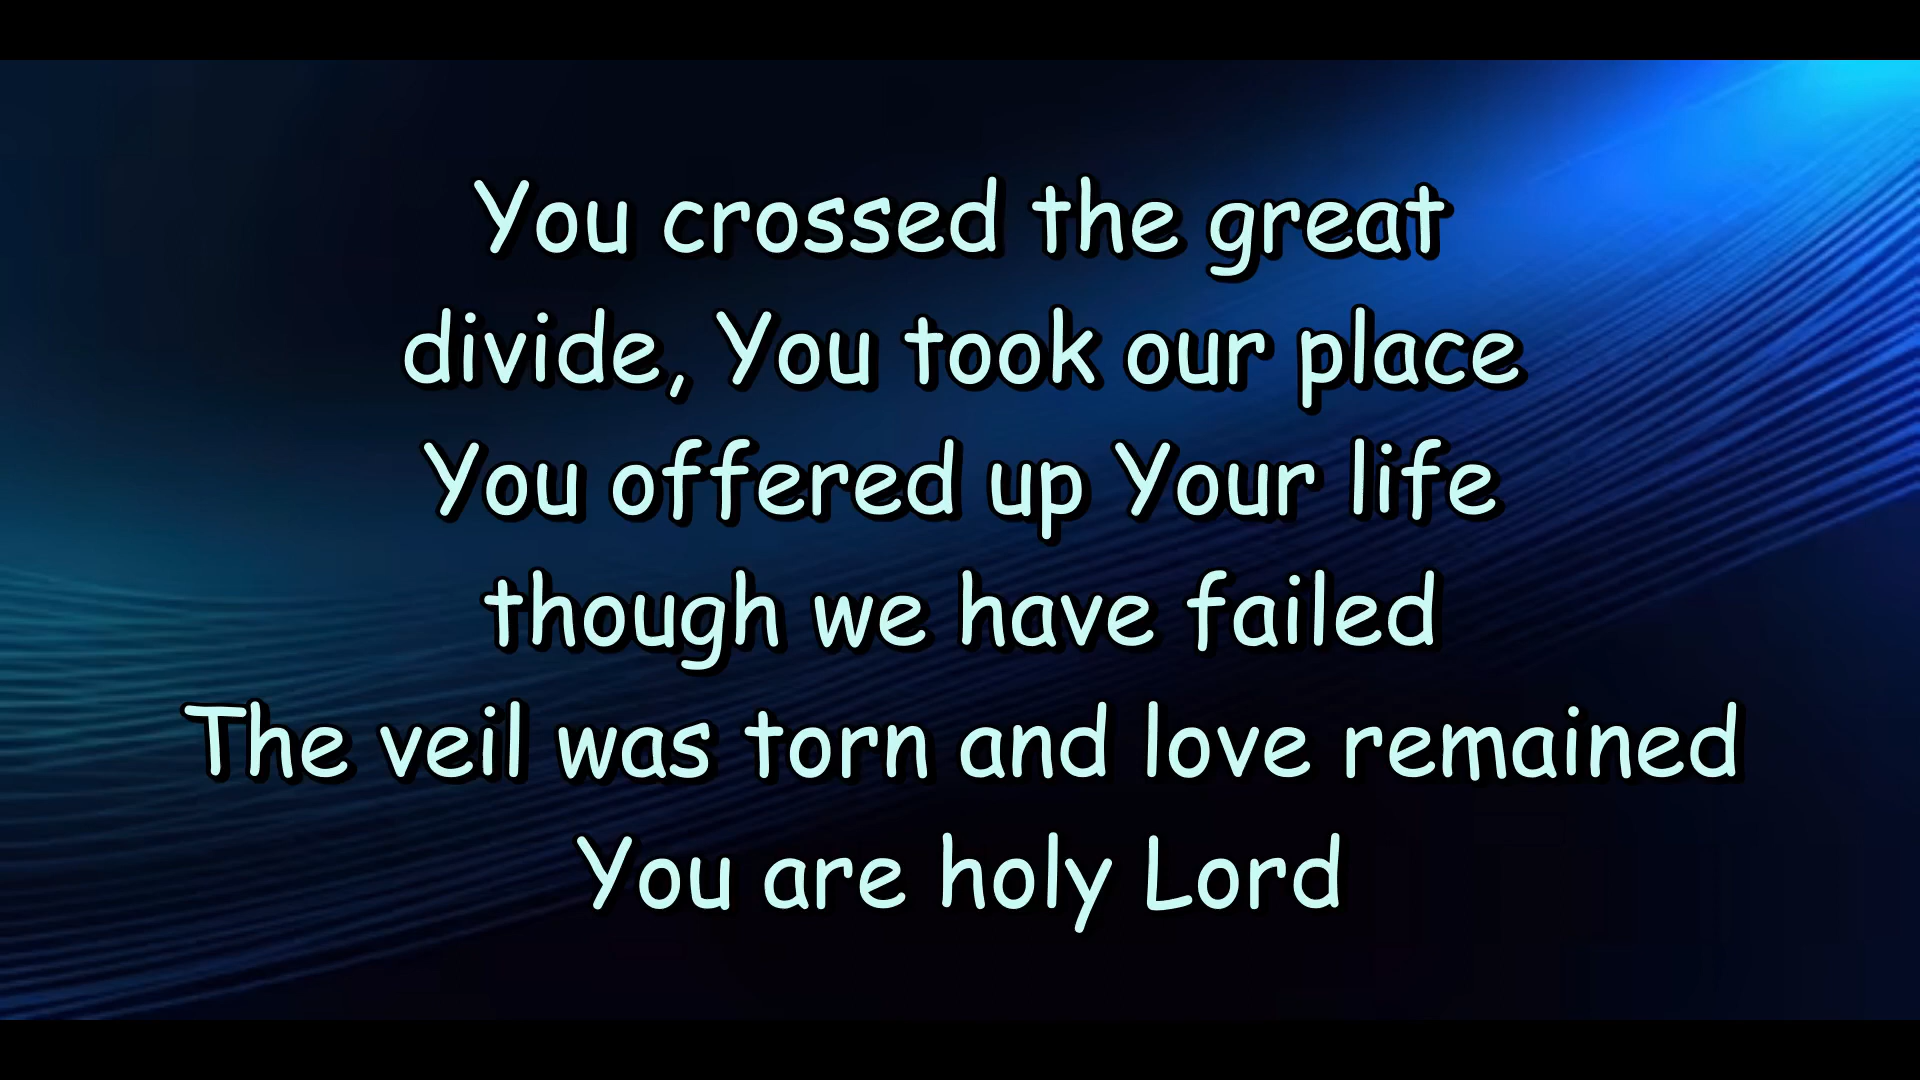 You crossed the great
divide, You took our place
You offered up Your life
though we have failed
The veil was torn and love remained
You are holy Lord